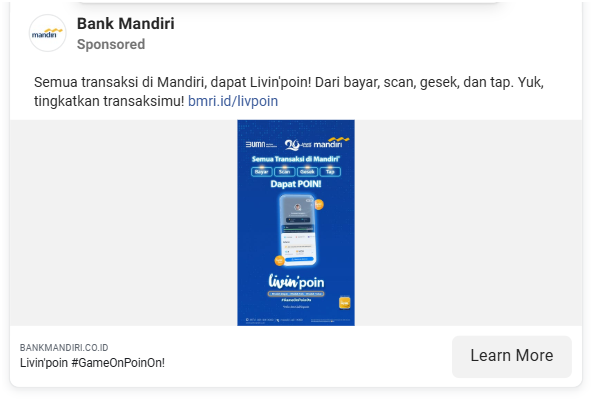 Bank Mandiri
mandiri
Sponsored
Semua transaksi di Mandiri, dapat Livin'poin! Dari bayar, scan, gesek, dan tap. Yuk,
tingkatkan transaksimu! bmri.id/livpoin
BUMN mandiri
Semua Transaksi di Mandiri*
Bayar Scan Gesek Tap
Dapat POIN!
livin'poin
#GameOnPoinOn
BANKMANDIRI.CO.ID
Livin'poin #GameOnPoinOn!
Learn More